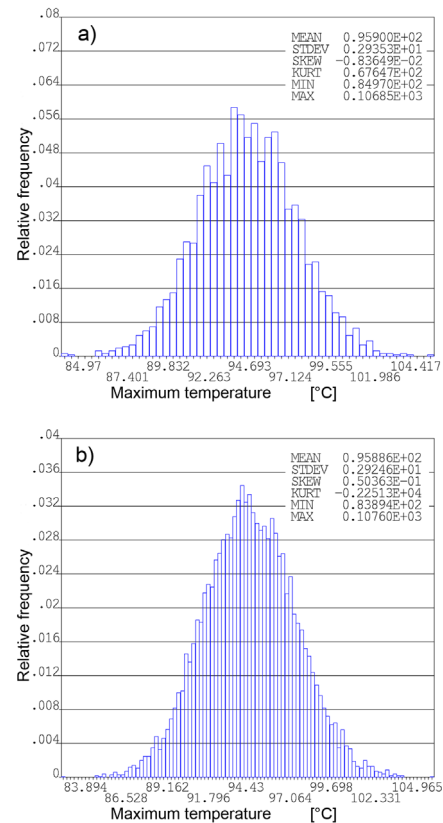 a)
MEAN 0.95900E+02
STDEV 0.29353E+01
SKEW -0.83649E-02
KURT 0.67647E+02
MIN 0.84970E+02
MAX 0.10685E+03
Relative frequency
.08
.072
.064
.056
.048
.04
.032
.024
.016
.008
0
84.97 89.832 94.693 99.555 104.417
87.401 92.263 97.124 101.986
Maximum temperature [°C]
b)
MEAN 0.95886E+02
STDEV 0.29246E+01
SKEW 0.50363E-01
KURT -0.22513E+04
MIN 0.83894E+02
MAX 0.10760E+03
Relative frequency
.04
.036
.032
.028
.024
.02
.016
.012
.008
.004
0
83.894 89.162 94.43 99.698 104.965
86.528 91.796 97.064 102.331
Maximum temperature [°C]